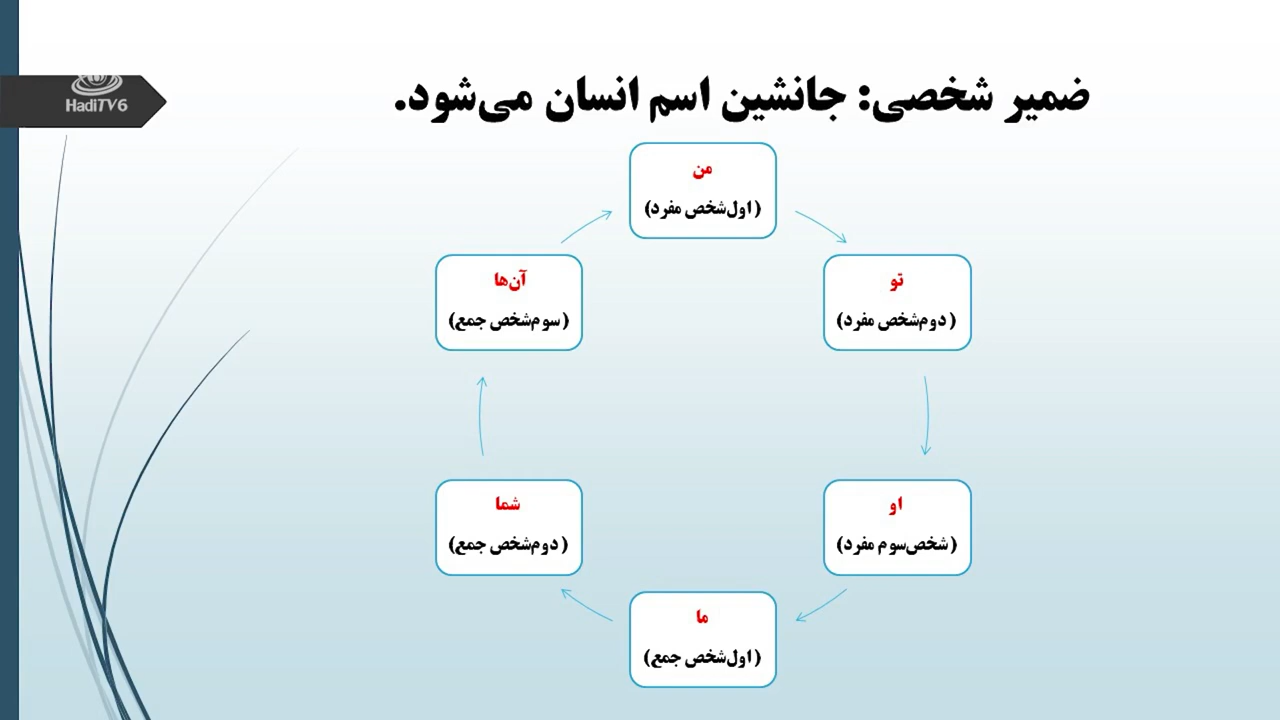 HadiTV6
ضمیر شخصی: جانشین اسم انسان می‌شود.
من
(اول‌شخص مفرد)
تو
(دوم‌شخص مفرد)
او
(شخص‌سوم مفرد)
ما
(اول‌شخص جمع)
شما
(دوم‌شخص جمع)
آن‌ها
(سوم‌شخص جمع)